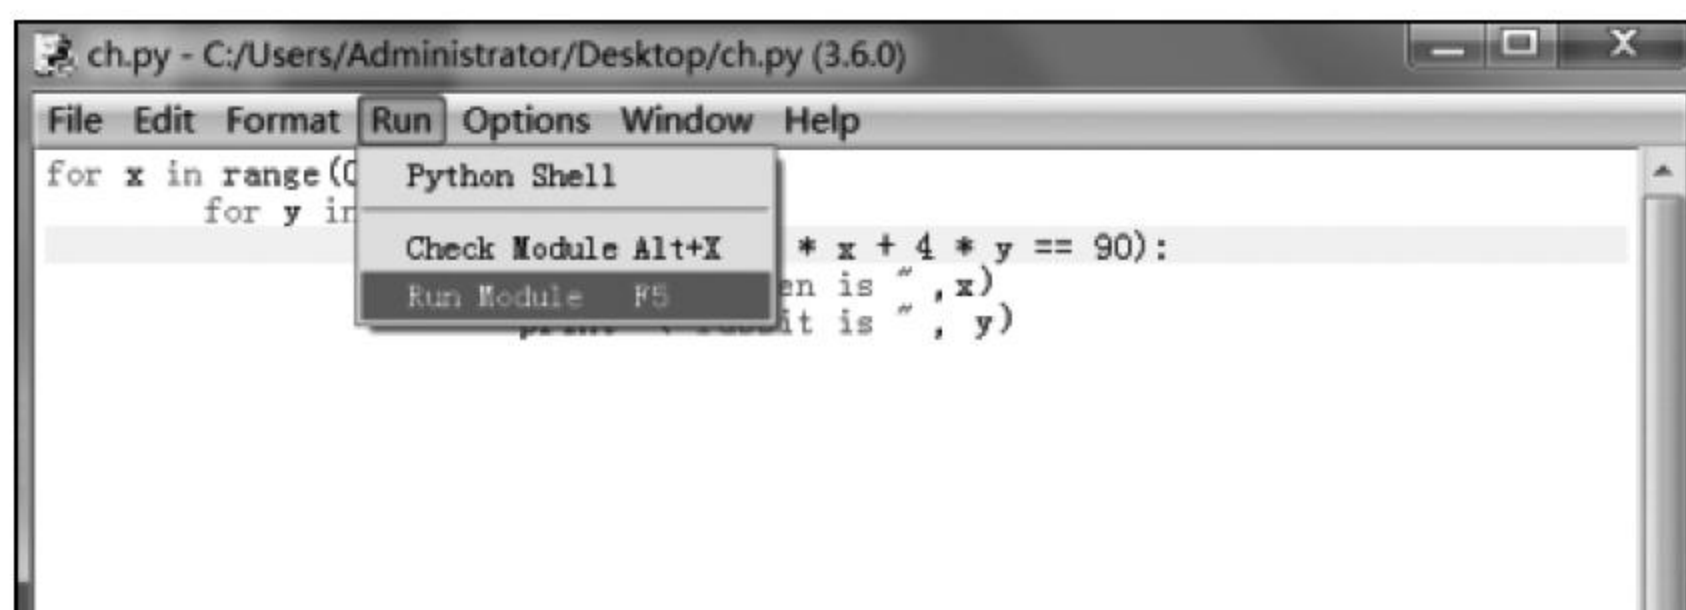 ch.py - C:/Users/Administrator/Desktop/ch.py (3.6.0)
File Edit Format Run Options Window Help
for x in range(
Python Shell
for y in
Check Module Alt+X
* x + 4 * y == 90):
Run Module F5
en is ", x)
is ", y)